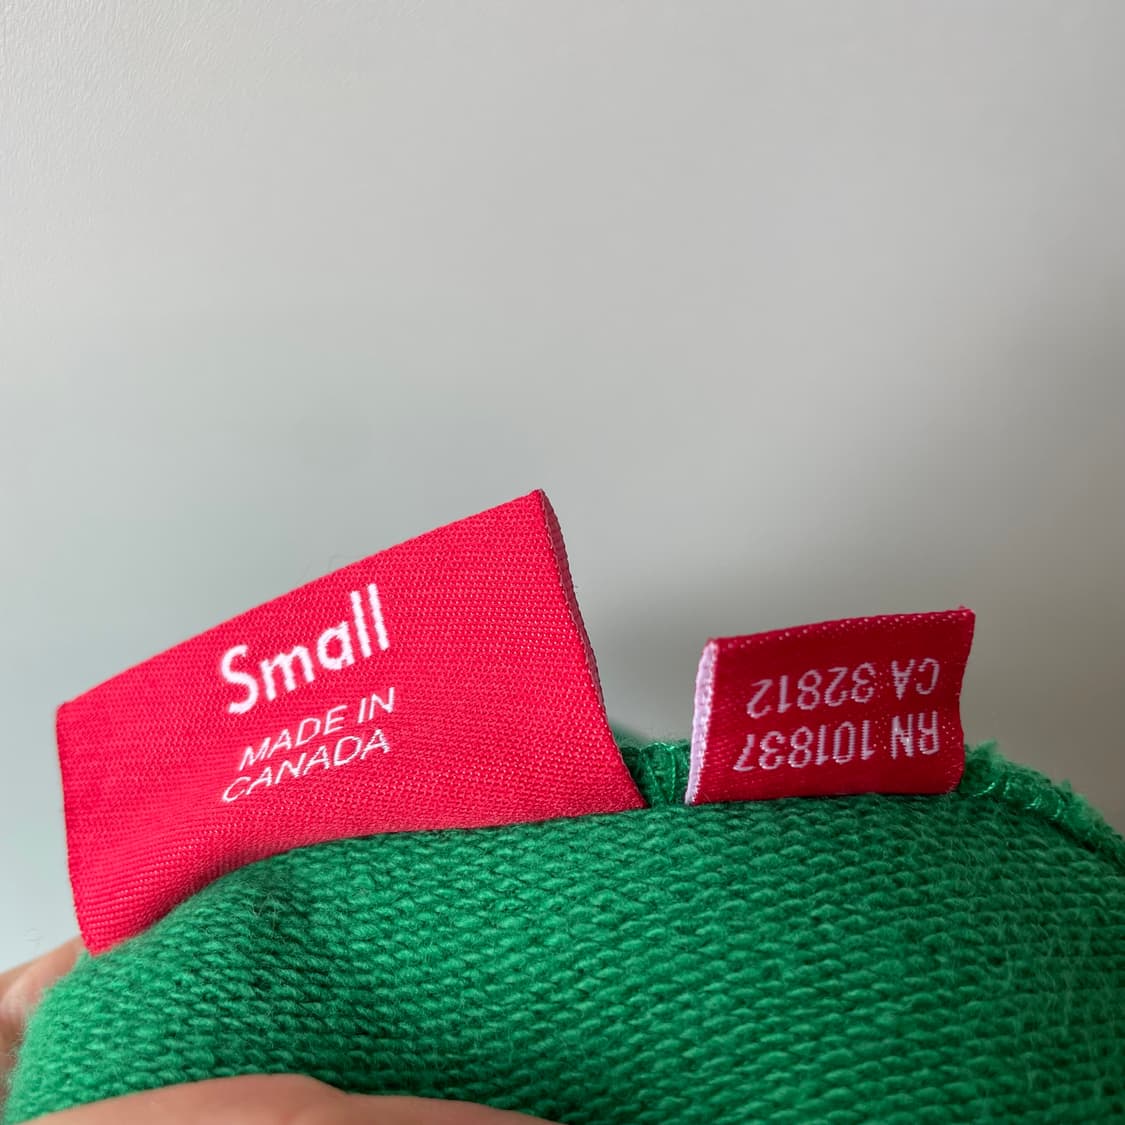 Small
MADE IN
CANADA
RN 101837
CA 32812